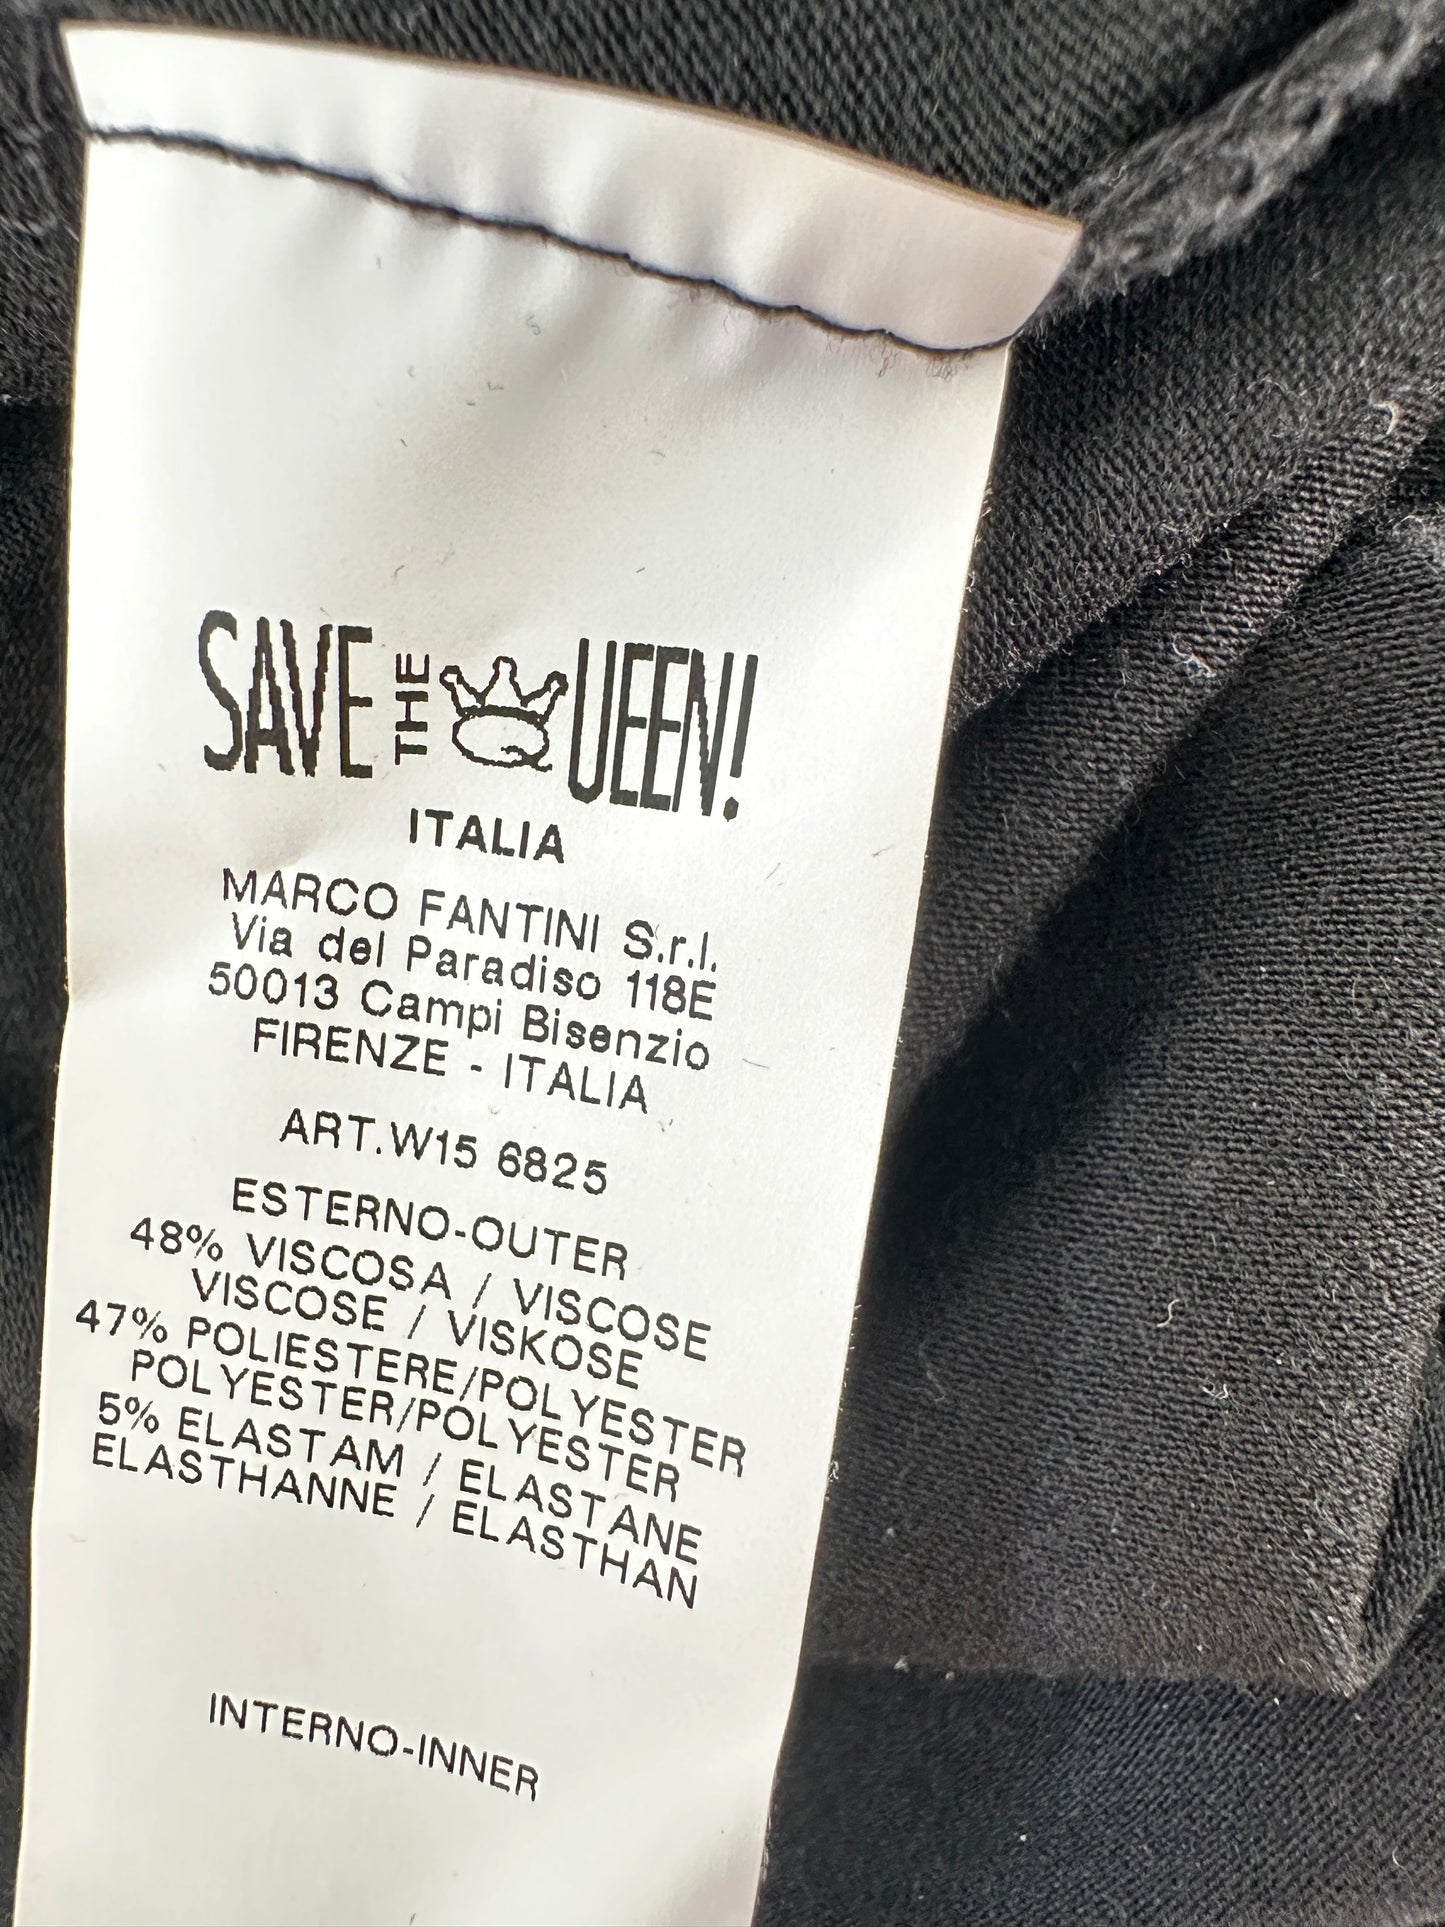 SAVE THE QUEEN!
ITALIA
MARCO FANTINI S.r.l.
Via del Paradiso 118E
50013 Campi Bisenzio
FIRENZE - ITALIA
ART.W15 6825
ESTERNO-OUTER
48% VISCOSA / VISCOSE
VISCOSE / VISKOSE
47% POLIESTERE/POLYESTER
POLYESTER/POLYESTER
5% ELASTAM / ELASTANE
ELASTHANNE / ELASTHAN
INTERNO-INNER